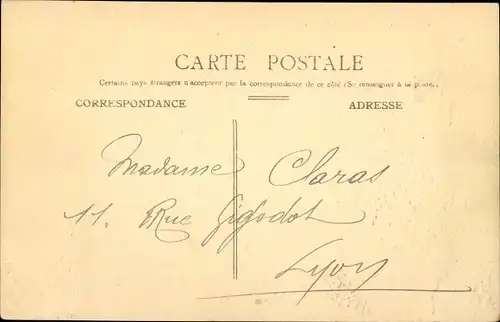 CARTE POSTALE
Certains pays étrangers n'acceptent pas la correspondance de ce côté (Se renseigner à la poste.)
CORRESPONDANCE
ADRESSE
Madame Claras
11. Rue Gigodot
Lyon